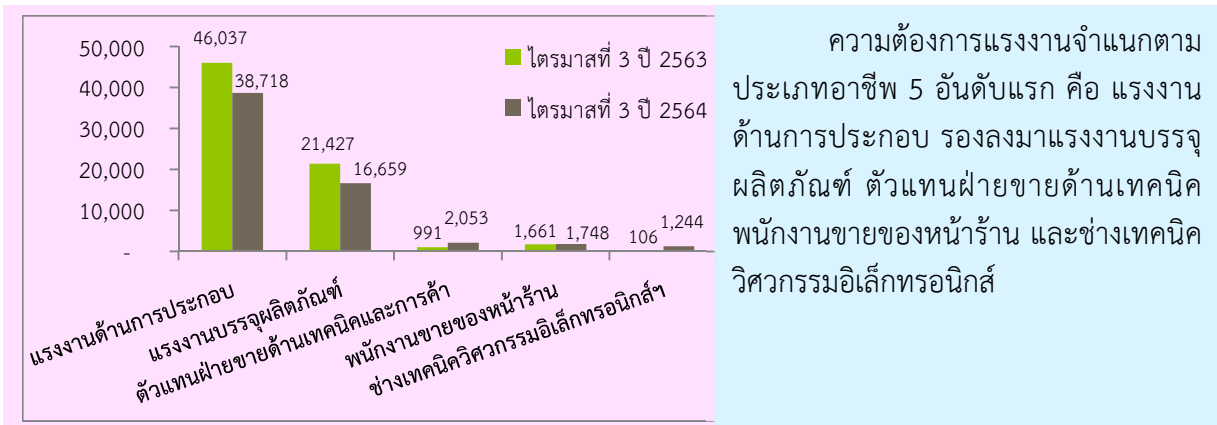 50,000
40,000
30,000
20,000
10,000
-
46,037
38,718
21,427
16,659
991
2,053
1,661
1,748
106
1,244
ไตรมาสที่ 3 ปี 2563
ไตรมาสที่ 3 ปี 2564
แรงงานด้านการประกอบ
แรงงานบรรจุผลิตภัณฑ์
ตัวแทนฝ่ายขายด้านเทคนิคและการค้า
พนักงานขายของหน้าร้าน
ช่างเทคนิควิศวกรรมอิเล็กทรอนิกส์ฯ
ความต้องการแรงงานจำแนกตาม
ประเภทอาชีพ 5 อันดับแรก คือ แรงงาน
ด้านการประกอบ รองลงมาแรงงานบรรจุ
ผลิตภัณฑ์ ตัวแทนฝ่ายขายด้านเทคนิค
พนักงานขายของหน้าร้าน และช่างเทคนิค
วิศวกรรมอิเล็กทรอนิกส์